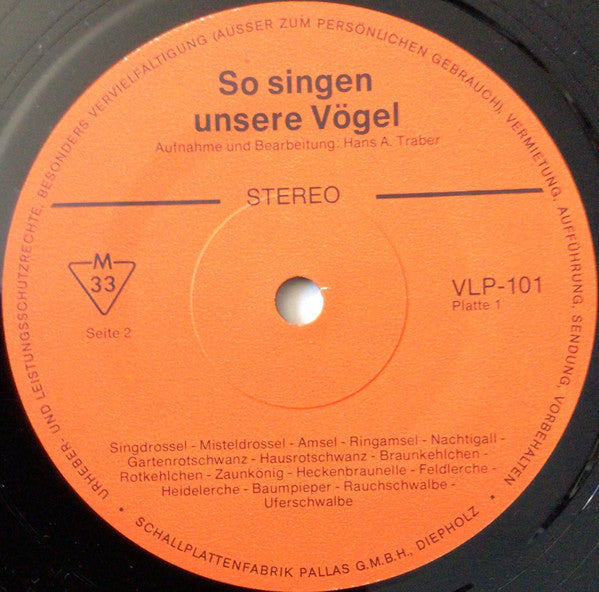 URHEBER- UND LEISTUNGSSCHUTZRECHTE, BESONDERS VERVIELFÄLTIGUNG (AUSSER ZUM PERSÖNLICHEN GEBRAUCH), VERMIETUNG, AUFFÜHRUNG, SENDUNG, VORBEHALTEN
So singen
unsere Vögel
Aufnahme und Bearbeitung: Hans A. Traber
STEREO
M
33
Seite 2
VLP-101
Platte 1
Singdrossel - Misteldrossel - Amsel - Ringamsel - Nachtigall -
Gartenrotschwanz - Hausrotschwanz - Braunkehlchen -
Rotkehlchen - Zaunkönig - Heckenbraunelle - Feldlerche -
Heidelerche - Baumpieper - Rauchschwalbe -
Uferschwalbe
• SCHALLPLATTENFABRIK PALLAS G.M.B.H., DIEPHOLZ •